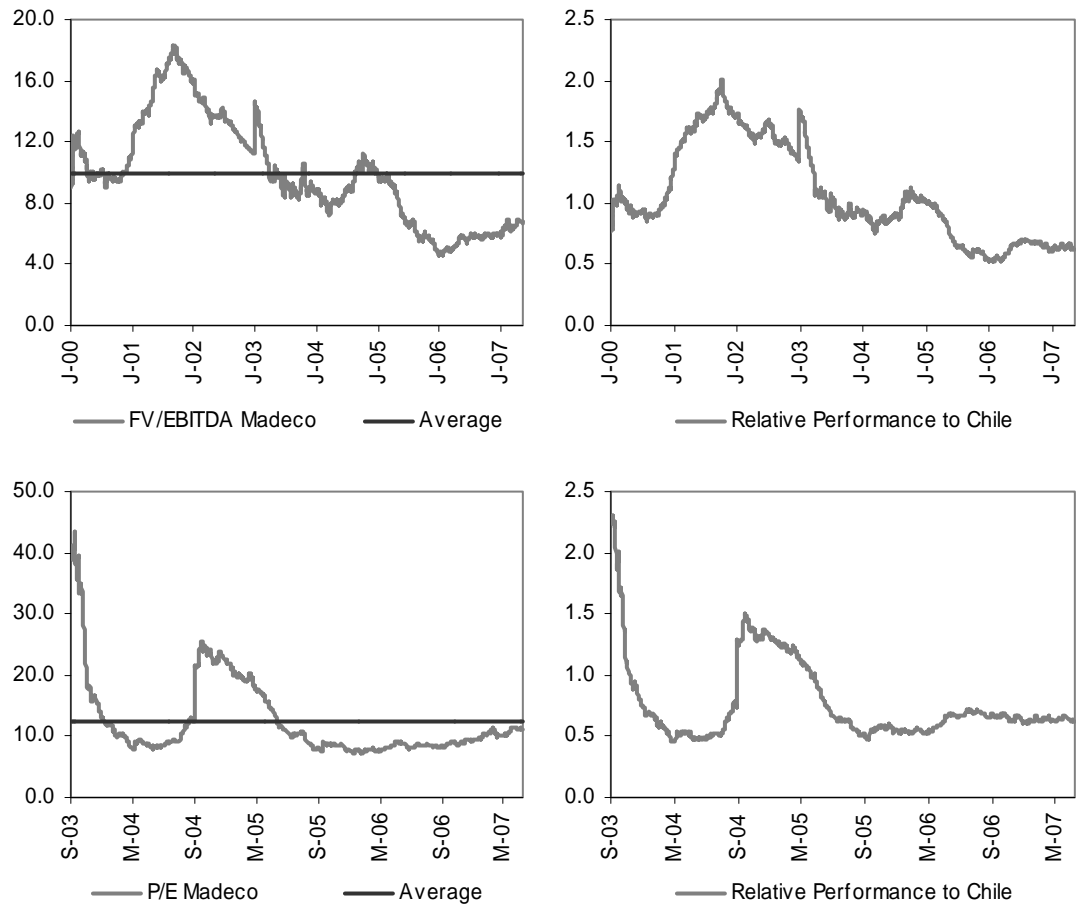 20.0
16.0
12.0
8.0
4.0
0.0
J-00
J-01
J-02
J-03
J-04
J-05
J-06
J-07
FV/EBITDA Madeco
Average
2.5
2.0
1.5
1.0
0.5
0.0
J-00
J-01
J-02
J-03
J-04
J-05
J-06
J-07
Relative Performance to Chile
50.0
40.0
30.0
20.0
10.0
0.0
S-03
M-04
S-04
M-05
S-05
M-06
S-06
M-07
P/E Madeco
Average
2.5
2.0
1.5
1.0
0.5
0.0
S-03
M-04
S-04
M-05
S-05
M-06
S-06
M-07
Relative Performance to Chile